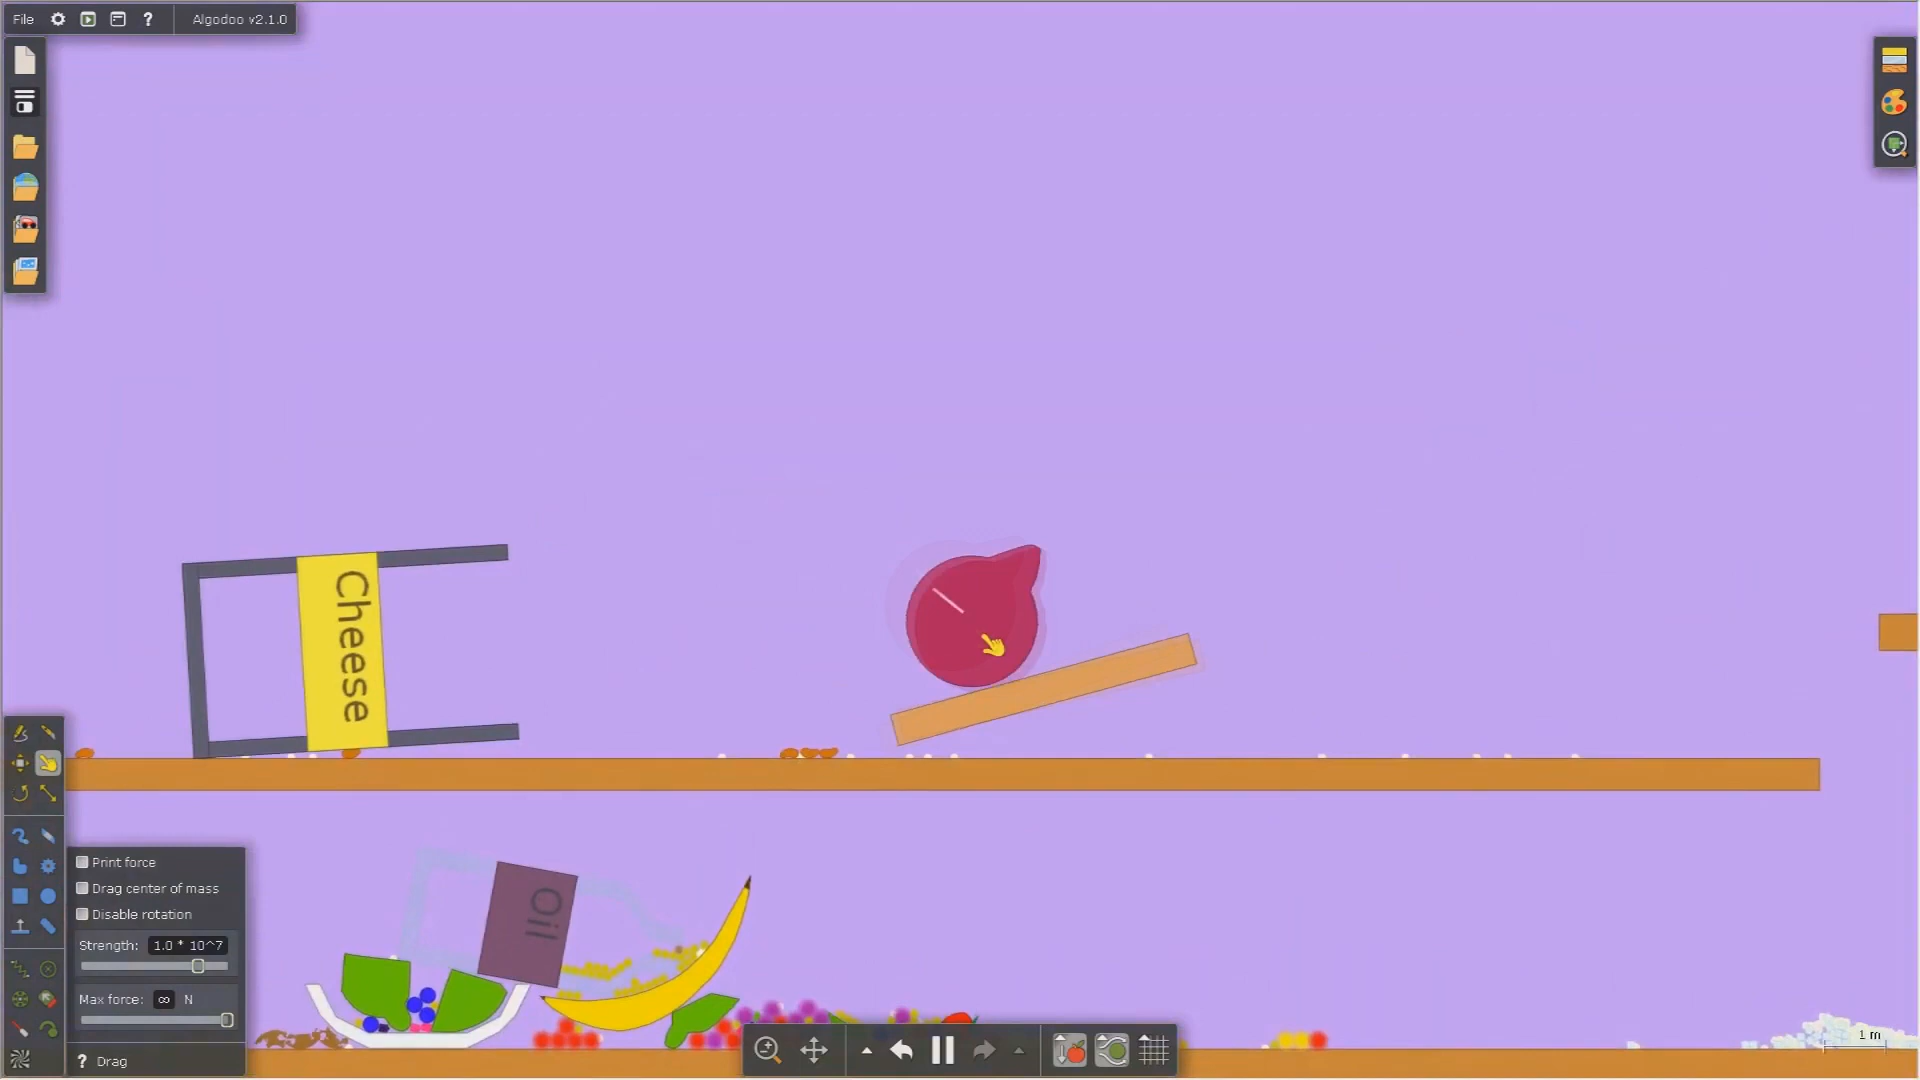 File
Algodoo v2.1.0
Cheese
Oil
Print force
Drag center of mass
Disable rotation
Strength: 1.0 * 10^7
Max force: ∞ N
? Drag
1 m